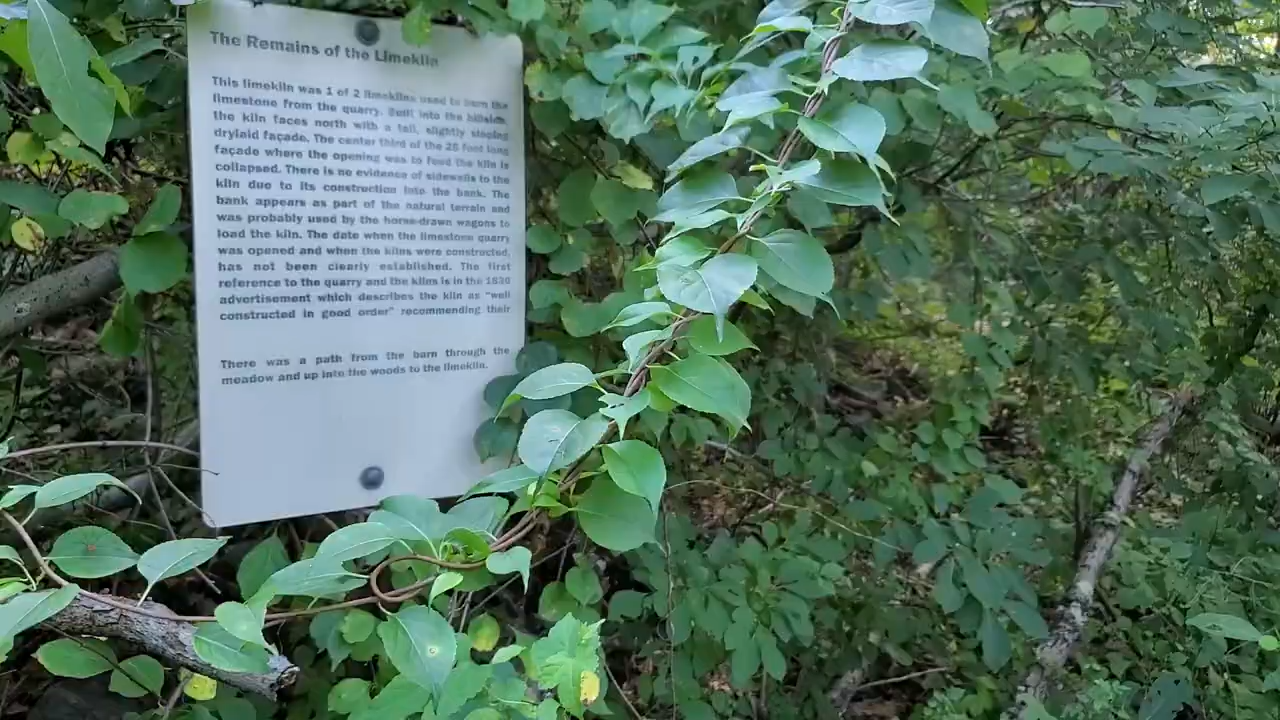 The Remains of the Limekiln
This limekiln was 1 of 2 limekilns used to burn the
limestone from the quarry. Built into the hillside,
the kiln faces north with a tall, slightly sloping
drylaid façade. The center third of the 28 foot long
façade where the opening was to feed the kiln is
collapsed. There is no evidence of sidewalls to the
kiln due to its construction into the bank. The
bank appears as part of the natural terrain and
was probably used by the horse-drawn wagons to
load the kiln. The date when the limestone quarry
was opened and when the kilns were constructed,
has not been clearly established. The first
reference to the quarry and the kilns is in the 1830
advertisement which describes the kiln as "well
constructed in good order" recommending their
There was a path from the barn through the
meadow and up into the woods to the limekiln.